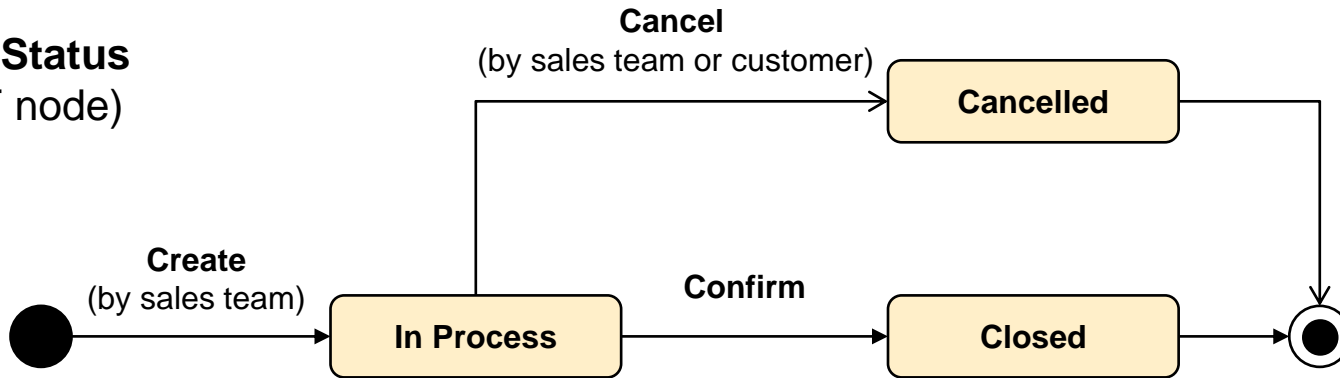 Cancel
Status
(by sales team or customer)
node)
Cancelled
Create
(by sales team)
Confirm
In Process
Closed